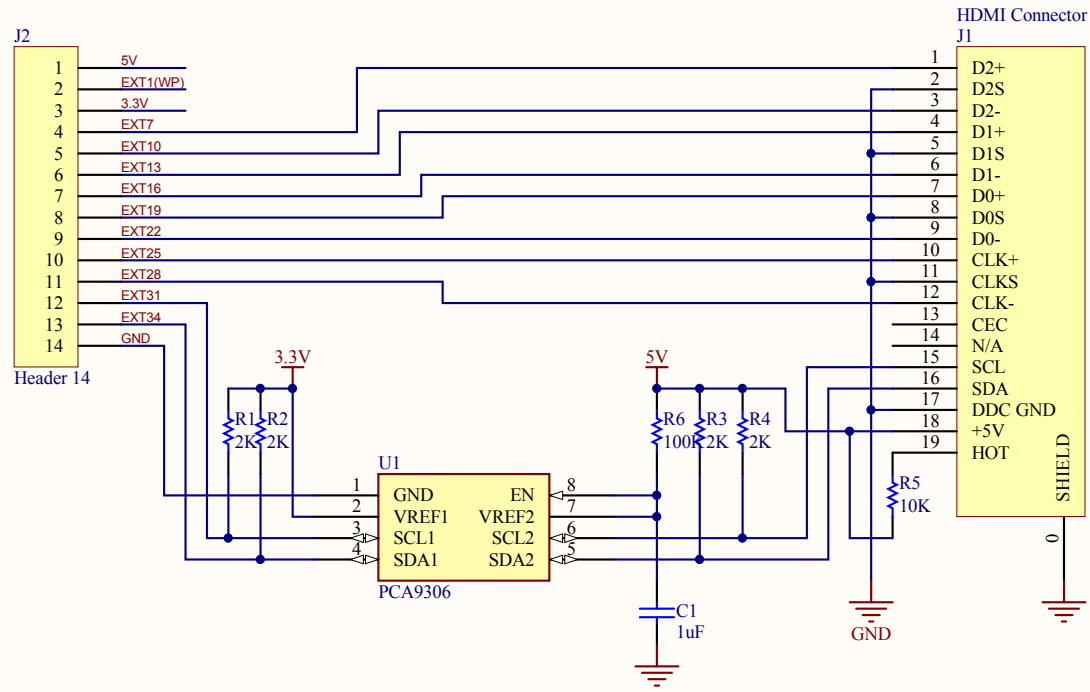 HDMI Connector
J2
J1
1 5V
2 EXT1(WP)
3 3.3V
4 EXT7
5 EXT10
6 EXT13
7 EXT16
8 EXT19
9 EXT22
10 EXT25
11 EXT28
12 EXT31
13 EXT34
14 GND
Header 14
1 D2+
2 D2S
3 D2-
4 D1+
5 D1S
6 D1-
7 D0+
8 D0S
9 D0-
10 CLK+
11 CLKS
12 CLK-
13 CEC
14 N/A
15 SCL
16 SDA
17 DDC GND
18 +5V
19 HOT
SHIELD
0
3.3V
R1
2K
R2
2K
5V
R6
100K
R3
2K
R4
2K
R5
10K
U1
1 GND
2 VREF1
3 SCL1
4 SDA1
EN 8
VREF2 7
SCL2 6
SDA2 5
PCA9306
C1
1uF
GND